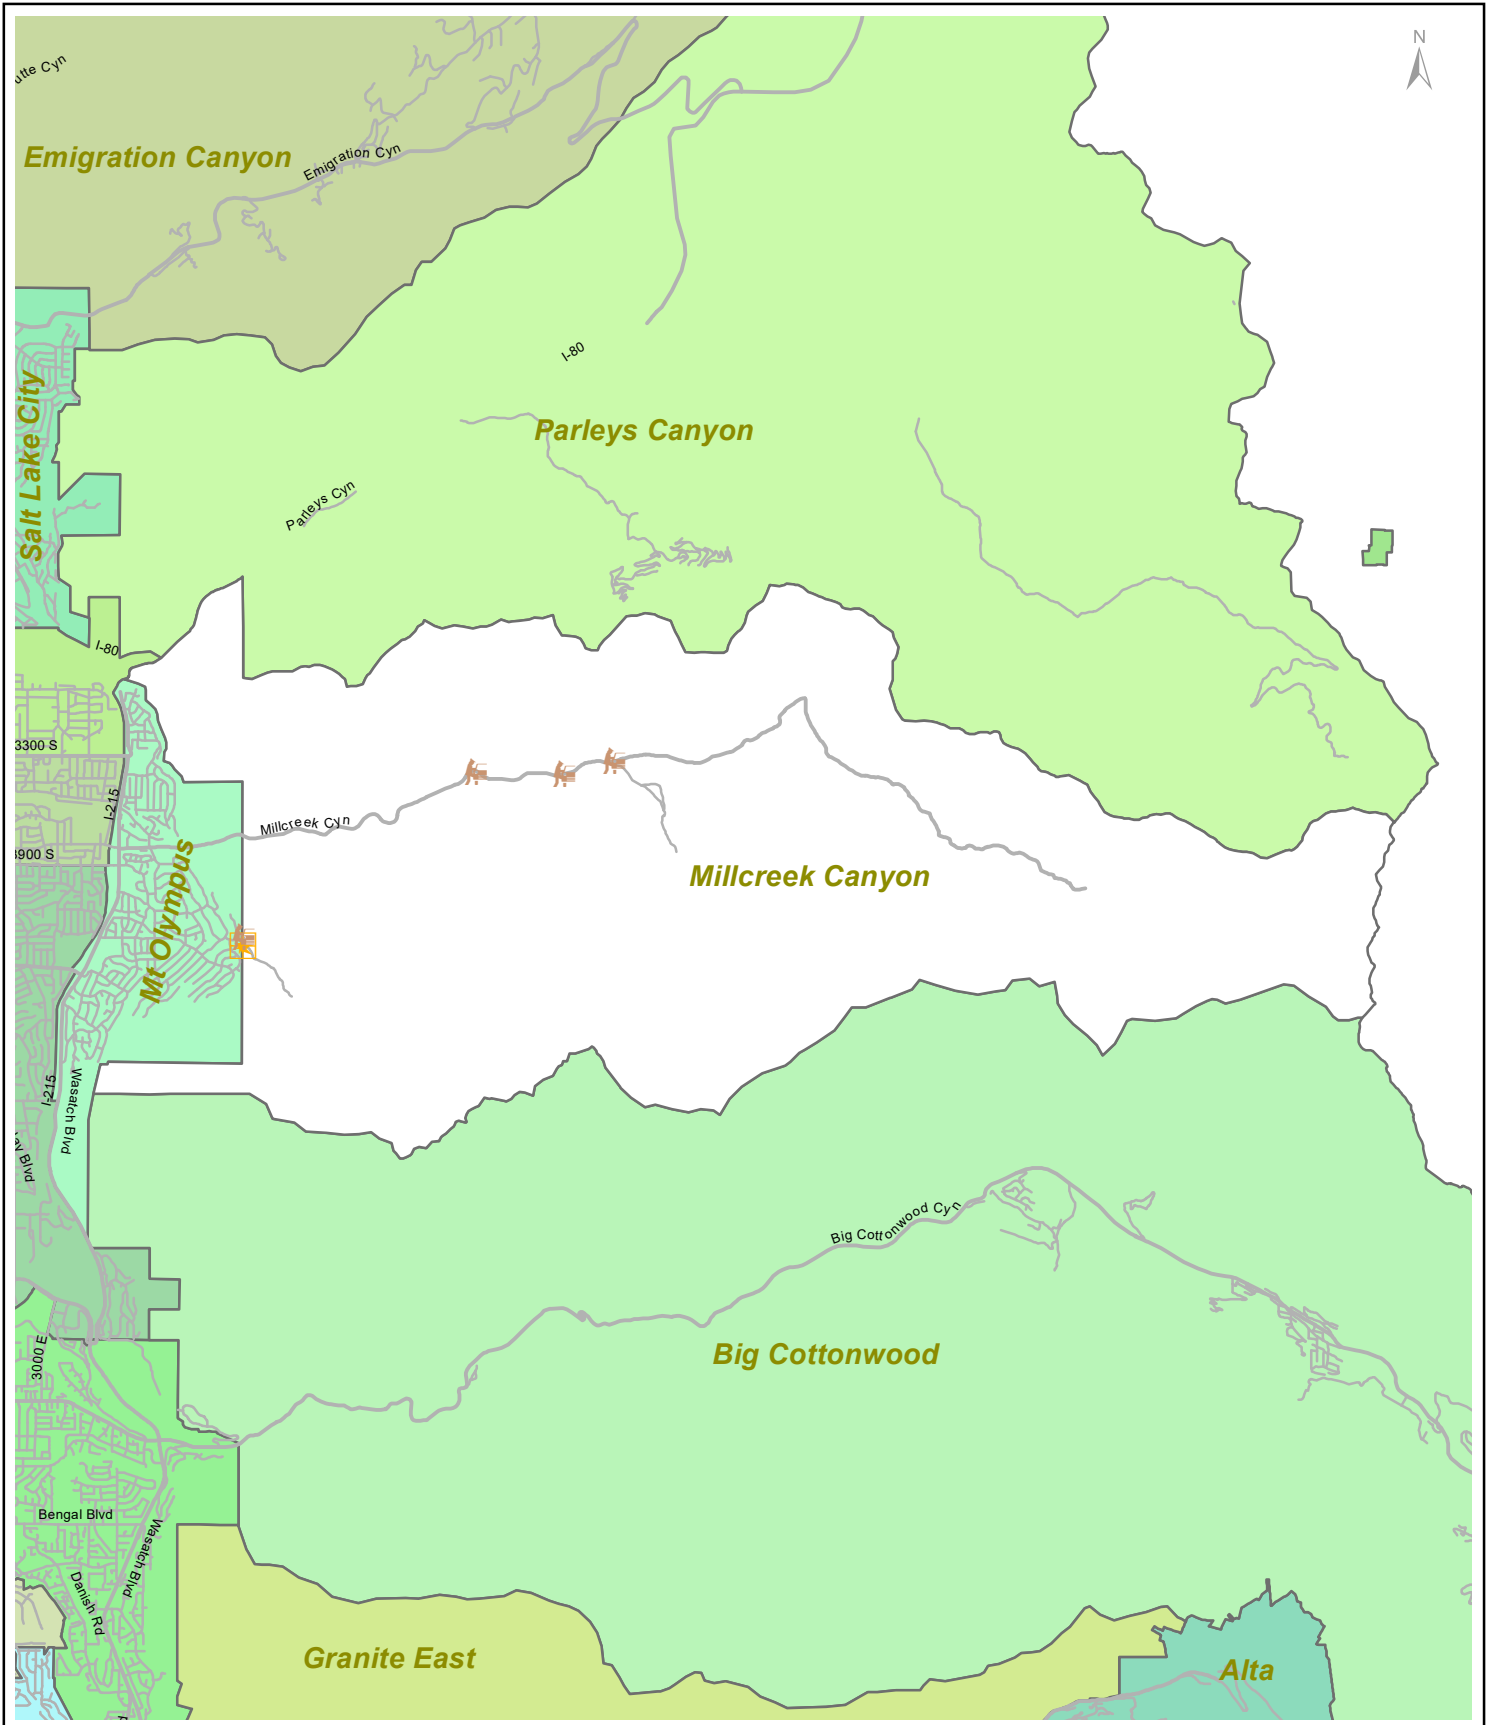 N
utte Cyn
Emigration Canyon
Emigration Cyn
I-80
Salt Lake City
Parleys Canyon
Parleys Cyn
I-80
3300 S
I-215
Millcreek Cyn
3900 S
Mt Olympus
Millcreek Canyon
I-215
Wasatch Blvd
ay Blvd
Big Cottonwood Cyn
3000 E
Big Cottonwood
Bengal Blvd
Wasatch Blvd
Danish Rd
Granite East
Alta